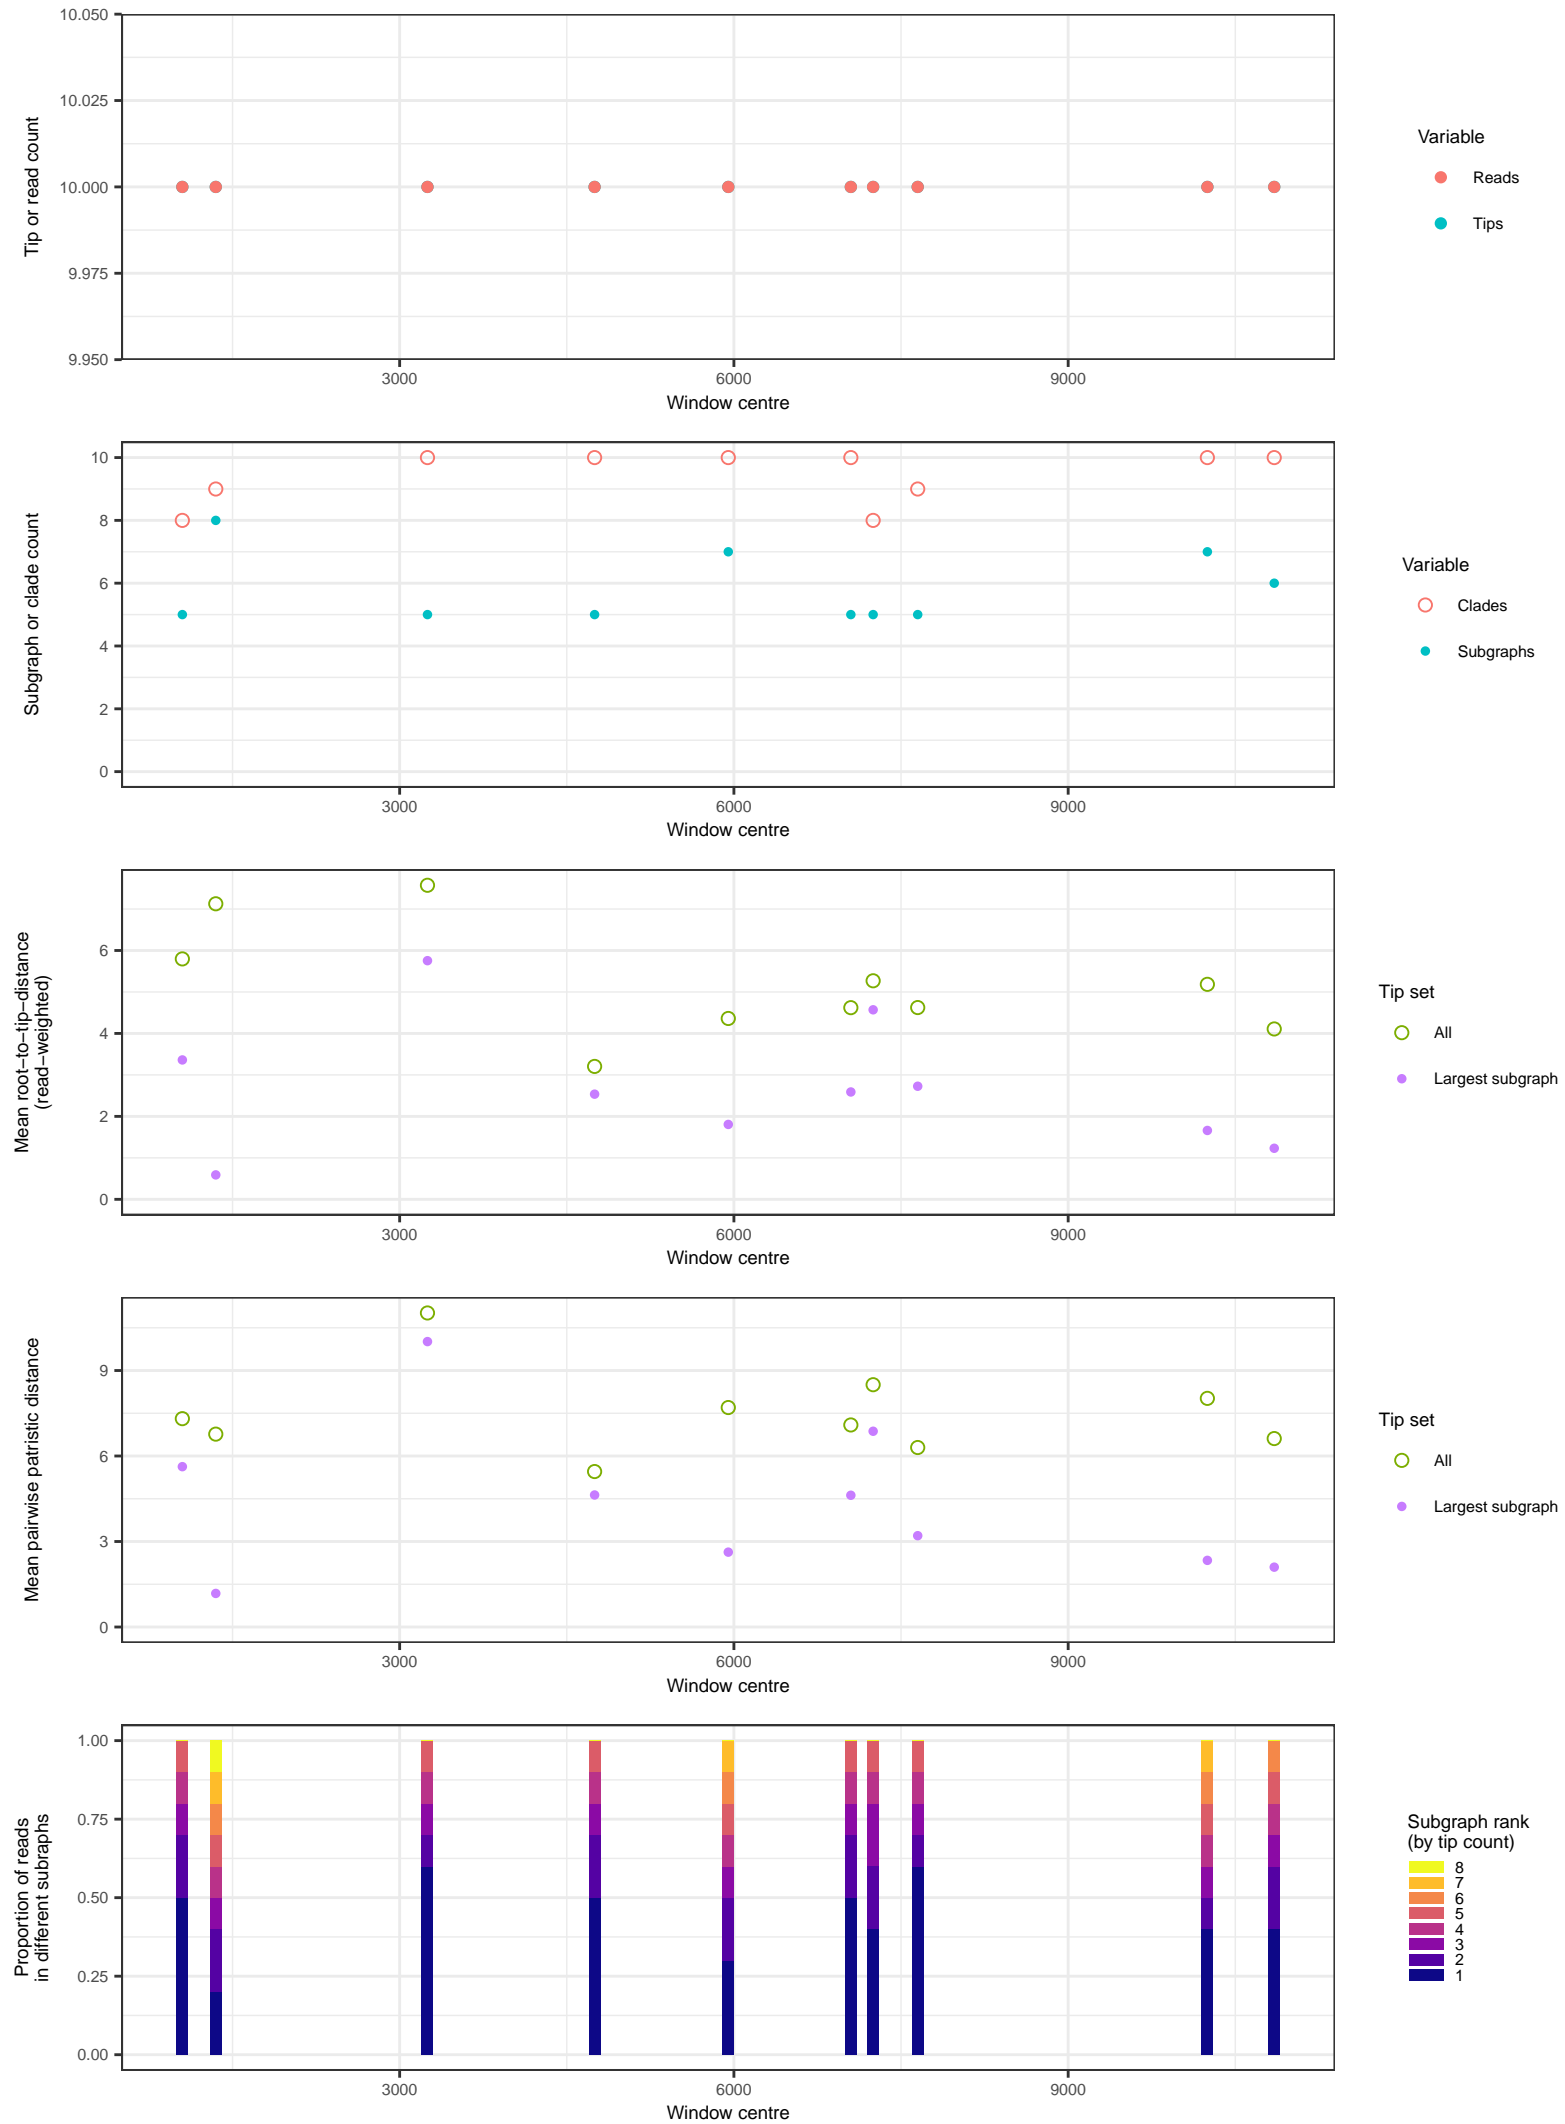 10.050
10.025
10.000
9.975
9.950
Tip or read count
3000
6000
9000
Window centre
Variable
Reads
Tips
10
8
6
4
2
0
Subgraph or clade count
3000
6000
9000
Window centre
Variable
Clades
Subgraphs
6
4
2
0
Mean root−to−tip−distance
(read−weighted)
3000
6000
9000
Window centre
Tip set
All
Largest subgraph
9
6
3
0
Mean pairwise patristic distance
3000
6000
9000
Window centre
Tip set
All
Largest subgraph
1.00
0.75
0.50
0.25
0.00
Proportion of reads
in different subraphs
3000
6000
9000
Window centre
Subgraph rank
(by tip count)
8
7
6
5
4
3
2
1